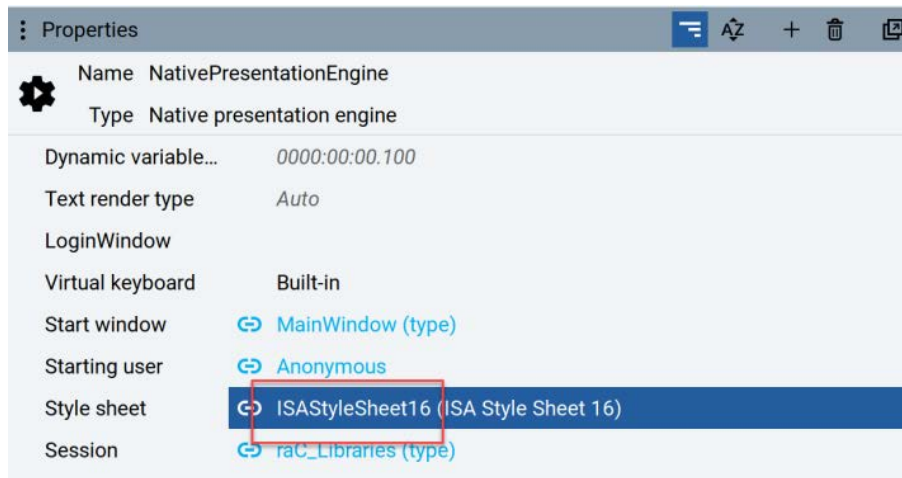 Properties
Name NativePresentationEngine
Type Native presentation engine
Dynamic variable... 0000:00:00.100
Text render type Auto
LoginWindow
Virtual keyboard Built-in
Start window MainWindow (type)
Starting user Anonymous
Style sheet ISAStyleSheet16 (ISA Style Sheet 16)
Session raC_Libraries (type)